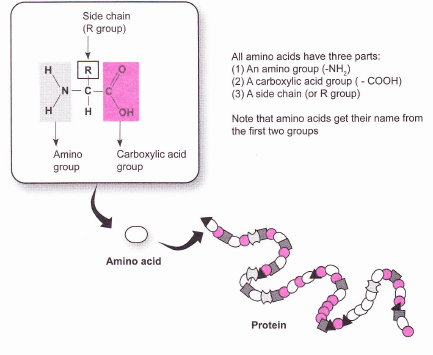 Side chain
(R group)
H
R
O
N
C
C
H
H
OH
Amino
group
Carboxylic acid
group
All amino acids have three parts:
(1) An amino group (-NH2)
(2) A carboxylic acid group ( - COOH)
(3) A side chain (or R group)
Note that amino acids get their name from
the first two groups
Amino acid
Protein